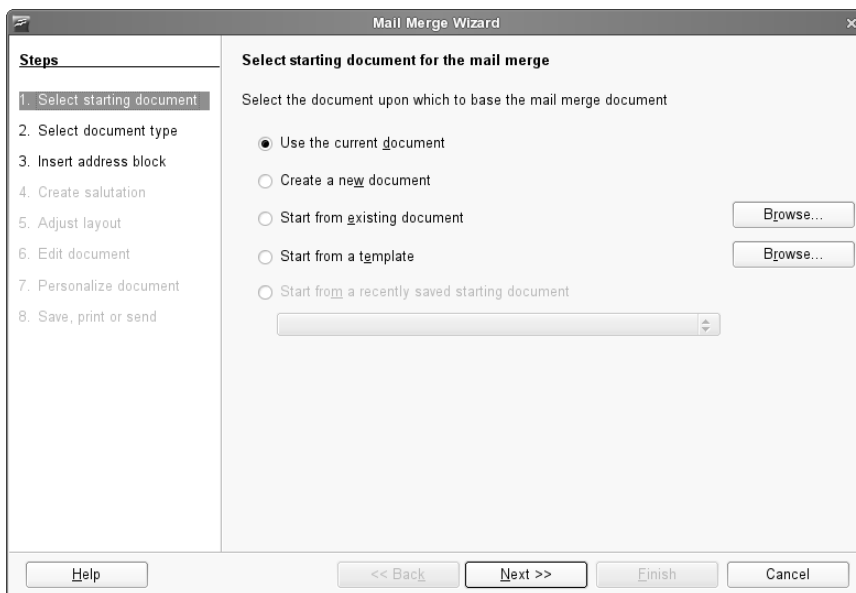 Mail Merge Wizard
Steps
1. Select starting document
2. Select document type
3. Insert address block
4. Create salutation
5. Adjust layout
6. Edit document
7. Personalize document
8. Save, print or send
Select starting document for the mail merge
Select the document upon which to base the mail merge document
Use the current document
Create a new document
Start from existing document
Browse...
Start from a template
Browse...
Start from a recently saved starting document
Help
<< Back
Next >>
Finish
Cancel